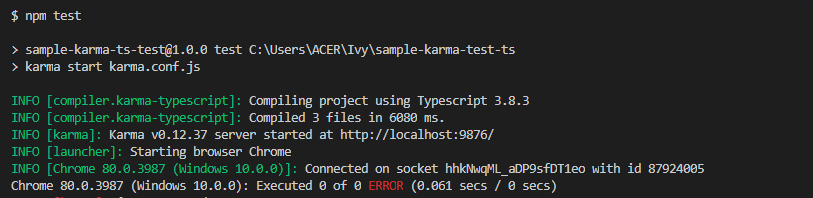 $ npm test
> sample-karma-ts-test@1.0.0 test C:\Users\ACER\Ivy\sample-karma-test-ts
> karma start karma.conf.js
INFO [compiler.karma-typescript]: Compiling project using Typescript 3.8.3
INFO [compiler.karma-typescript]: Compiled 3 files in 6080 ms.
INFO [karma]: Karma v0.12.37 server started at http://localhost:9876/
INFO [launcher]: Starting browser Chrome
INFO [Chrome 80.0.3987 (Windows 10.0.0)]: Connected on socket hhkNwqML_aDP9sfDT1eo with id 87924005
Chrome 80.0.3987 (Windows 10.0.0): Executed 0 of 0 ERROR (0.061 secs / 0 secs)